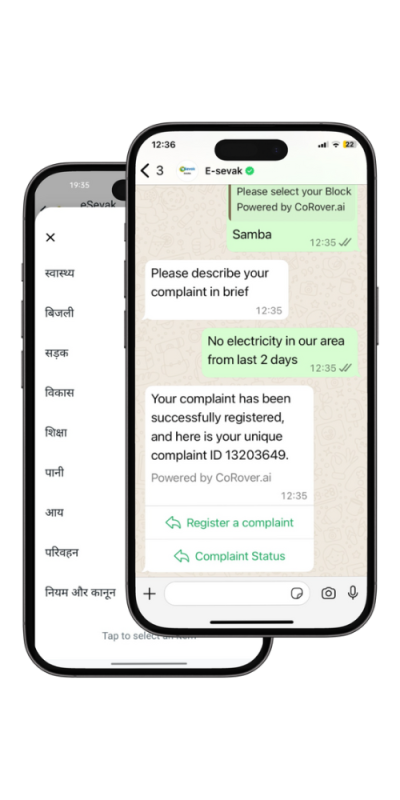 19:35
eSevak
स्वास्थ्य
बिजली
सड़क
विकास
शिक्षा
पानी
आय
परिवहन
नियम और कानून
Tap to select an item
12:36
22
3
E-sevak
Please select your Block
Powered by CoRover.ai
Samba
12:35
Please describe your
complaint in brief
12:35
No electricity in our area
from last 2 days
12:35
Your complaint has been
successfully registered,
and here is your unique
complaint ID 13203649.
Powered by CoRover.ai
12:35
Register a complaint
Complaint Status